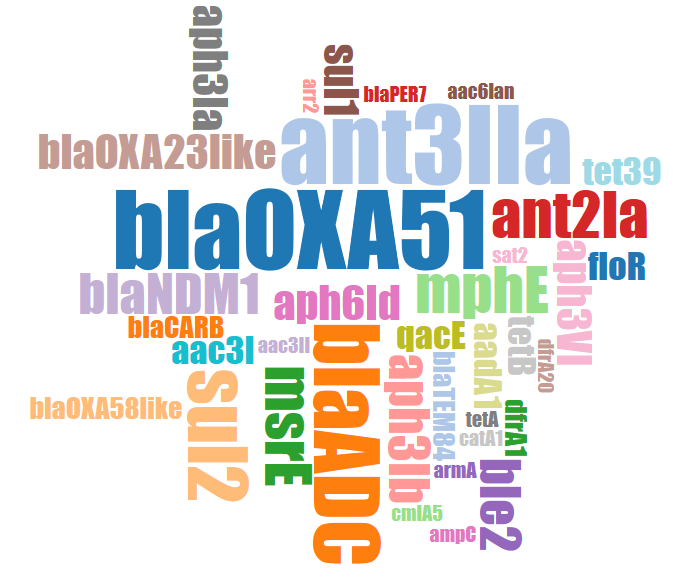 aph3Ia
sul1
arr2
blaPER7
aac6Ian
ant3IIa
blaOXA23like
tet39
blaOXA51
ant2Ia
sat2
aph3VI
floR
blaNDM1
aph6Id
mphE
blaCARB
aac3I
aac3II
blaADC
qacE
aadA1
tetB
dfrA20
blaOXA58like
sul2
msrE
aph3Ib
blaTEM84
tetA
catA1
dfrA1
armA
ble2
cmlA5
ampC